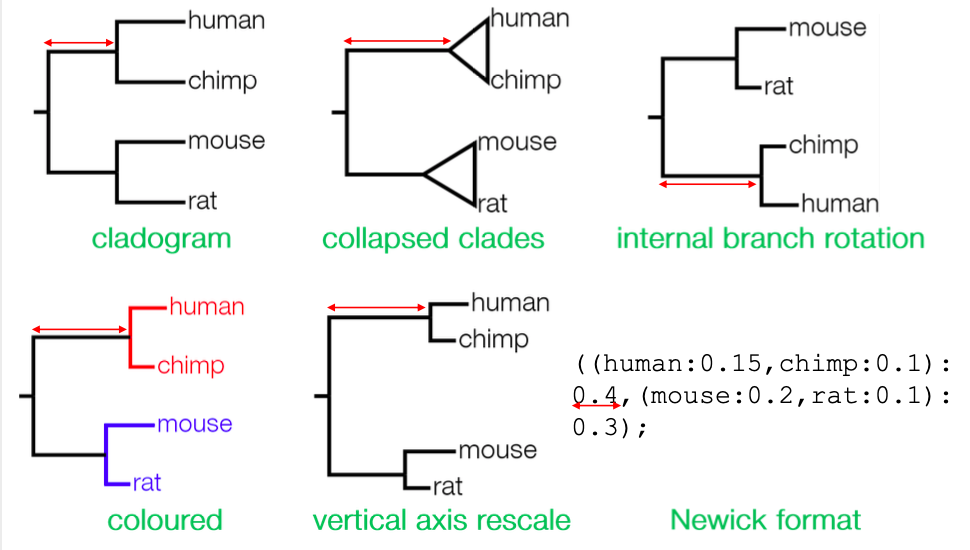 human
chimp
mouse
rat
cladogram
human
chimp
mouse
rat
collapsed clades
mouse
rat
chimp
human
internal branch rotation
human
chimp
mouse
rat
coloured
human
chimp
mouse
rat
vertical axis rescale
((human:0.15,chimp:0.1):
0.4,(mouse:0.2,rat:0.1):
0.3);
Newick format